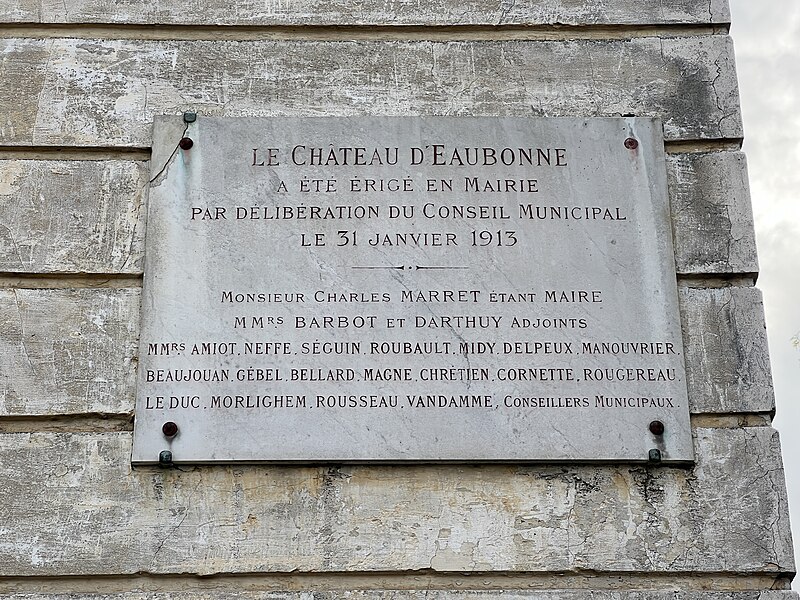 LE CHÂTEAU D'EAUBONNE
A ÉTÉ ÉRIGÉ EN MAIRIE
PAR DÉLIBÉRATION DU CONSEIL MUNICIPAL
LE 31 JANVIER 1913
MONSIEUR CHARLES MARRET ÉTANT MAIRE
MMRS BARBOT ET DARTHUY ADJOINTS
MMRS AMIOT, NEFFE, SÉGUIN, ROUBAULT, MIDY, DELPEUX, MANOUVRIER,
BEAUJOUAN, GÉBEL, BELLARD, MAGNE, CHRÉTIEN, CORNETTE, ROUGEREAU,
LE DUC, MORLIGHEM, ROUSSEAU, VANDAMME, CONSEILLERS MUNICIPAUX.